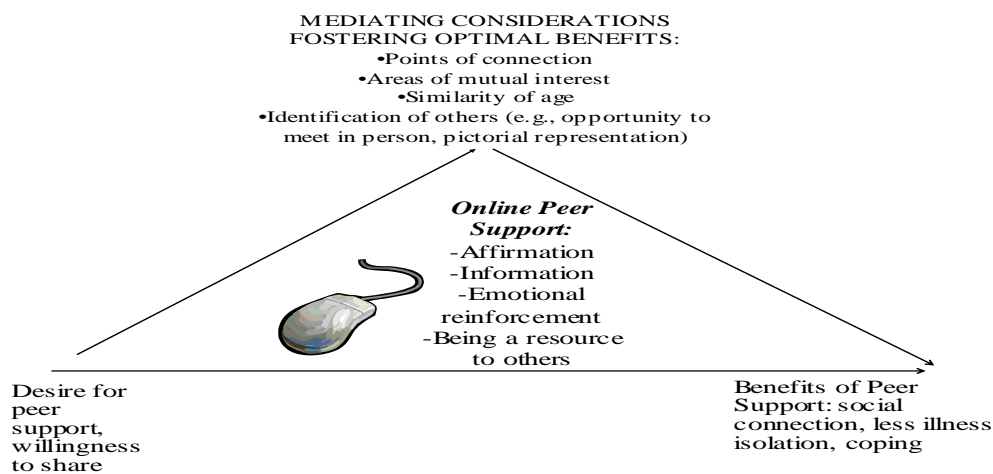 MEDIATING CONSIDERATIONS
FOSTERING OPTIMAL BENEFITS:
•Points of connection
•Areas of mutual interest
•Similarity of age
•Identification of others (e.g., opportunity to
meet in person, pictorial representation)
Online Peer
Support:
-Affirmation
-Information
-Emotional
reinforcement
-Being a resource
to others
Desire for
peer
support,
willingness
to share
Benefits of Peer
Support: social
connection, less illness
isolation, coping